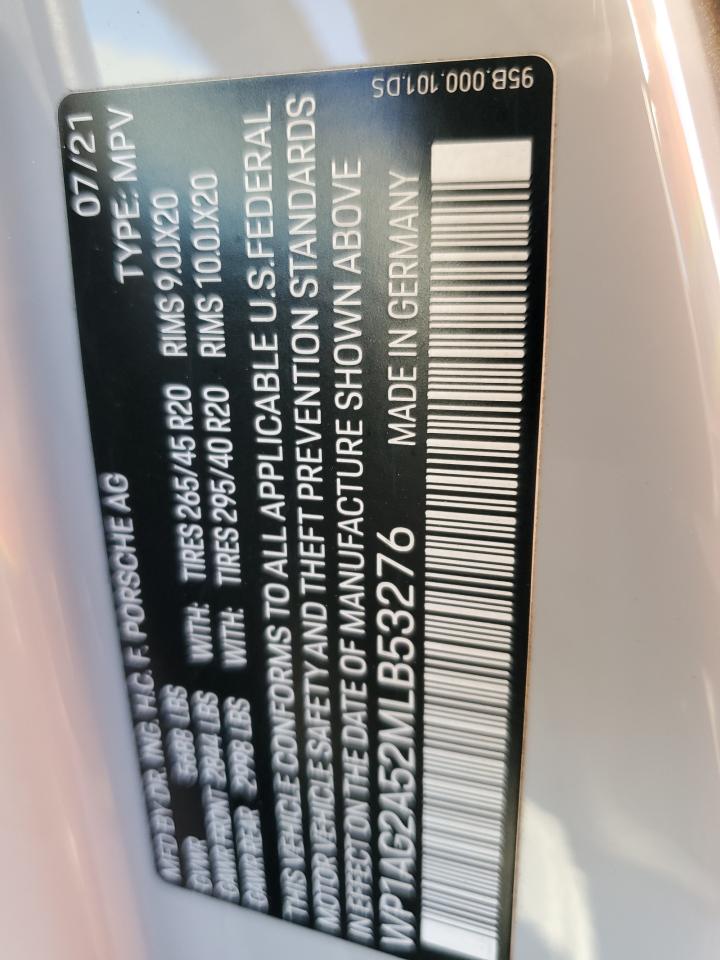 MFD BY DR. ING. H.C. F. PORSCHE AG 07/21
GVWR 5688 LBS TYPE: MPV
GAWR FRONT 2844 LBS WITH: TIRES 265/45 R20 RIMS 9.0JX20
GAWR REAR 2998 LBS WITH: TIRES 295/40 R20 RIMS 10.0JX20
THIS VEHICLE CONFORMS TO ALL APPLICABLE U.S.FEDERAL
MOTOR VEHICLE SAFETY AND THEFT PREVENTION STANDARDS
IN EFFECT ON THE DATE OF MANUFACTURE SHOWN ABOVE
WP1AG2A52MLB53276 MADE IN GERMANY
95B.000.101.DS